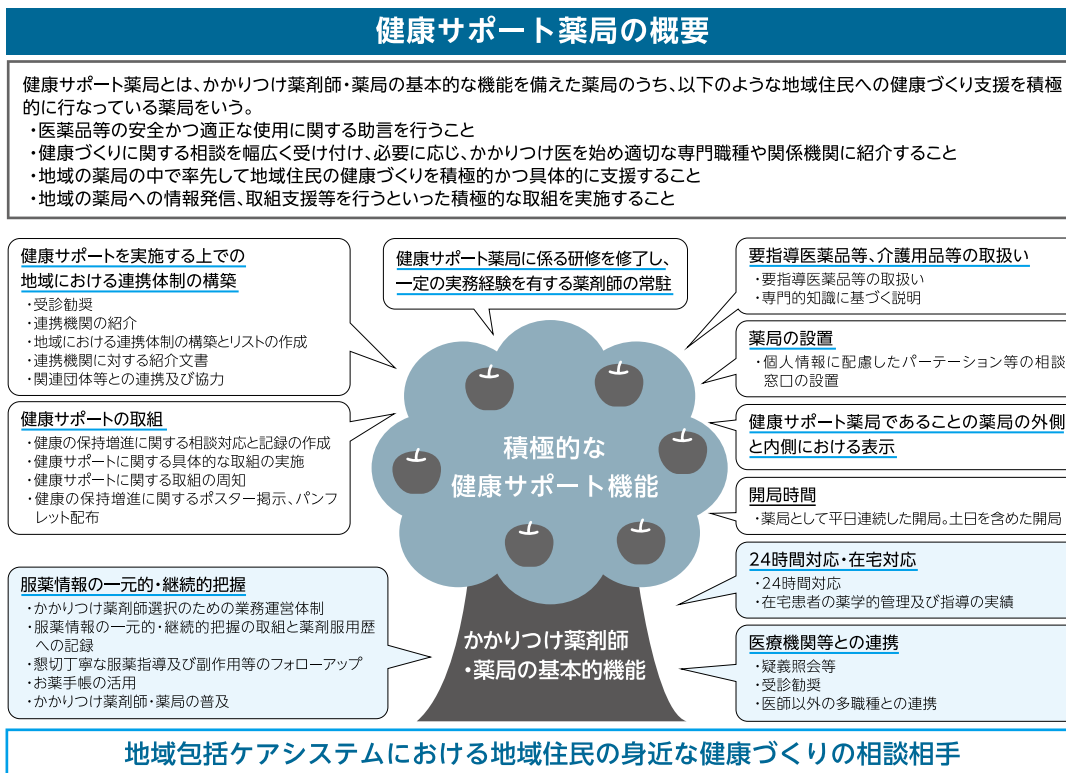 健康サポート薬局の概要
健康サポート薬局とは、かかりつけ薬剤師・薬局の基本的な機能を備えた薬局のうち、以下のような地域住民への健康づくり支援を積極
的に行なっている薬局をいう。
・医薬品等の安全かつ適正な使用に関する助言を行うこと
・健康づくりに関する相談を幅広く受け付け、必要に応じ、かかりつけ医を始め適切な専門職種や関係機関に紹介すること
・地域の薬局の中で率先して地域住民の健康づくりを積極的かつ具体的に支援すること
・地域の薬局への情報発信、取組支援等を行うといった積極的な取組を実施すること
健康サポートを実施する上での
地域における連携体制の構築
・受診勧奨
・連携機関の紹介
・地域における連携体制の構築とリストの作成
・連携機関に対する紹介文書
・関連団体等との連携及び協力
健康サポート薬局に係る研修を修了し、
一定の実務経験を有する薬剤師の常駐
要指導医薬品等、介護用品等の取扱い
・要指導医薬品等の取扱い
・専門的知識に基づく説明
薬局の設置
・個人情報に配慮したパーテーション等の相談
窓口の設置
健康サポートの取組
・健康の保持増進に関する相談対応と記録の作成
・健康サポートに関する具体的な取組の実施
・健康サポートに関する取組の周知
・健康の保持増進に関するポスター掲示、パンフ
レット配布
積極的な
健康サポート機能
健康サポート薬局であることの薬局の外側
と内側における表示
開局時間
・薬局として平日連続した開局。土日を含めた開局
服薬情報の一元的・継続的把握
・かかりつけ薬剤師選択のための業務運営体制
・服薬情報の一元的・継続的把握の取組と薬剤服用歴
への記録
・懇切丁寧な服薬指導及び副作用等のフォローアップ
・お薬手帳の活用
・かかりつけ薬剤師・薬局の普及
かかりつけ薬剤師
・薬局の基本的機能
24時間対応・在宅対応
・24時間対応
・在宅患者の薬学的管理及び指導の実績
医療機関等との連携
・疑義照会等
・受診勧奨
・医師以外の多職種との連携
地域包括ケアシステムにおける地域住民の身近な健康づくりの相談相手